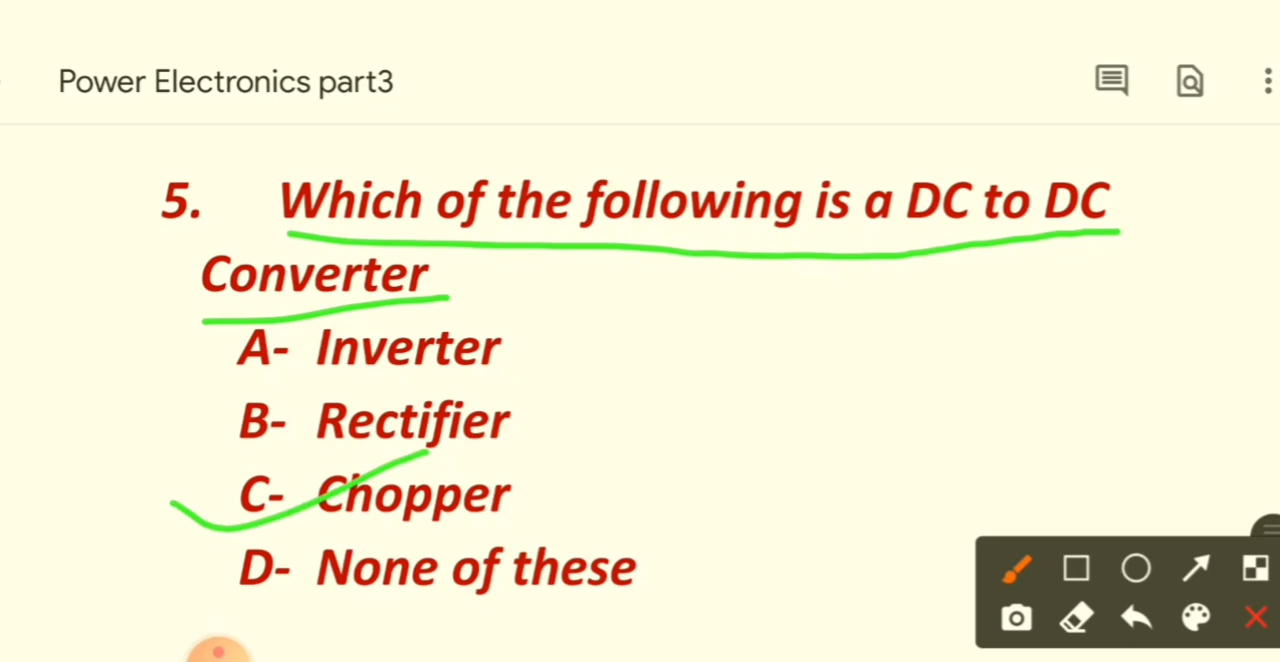 Power Electronics part3
5. Which of the following is a DC to DC
Converter
A- Inverter
B- Rectifier
C- Chopper
D- None of these